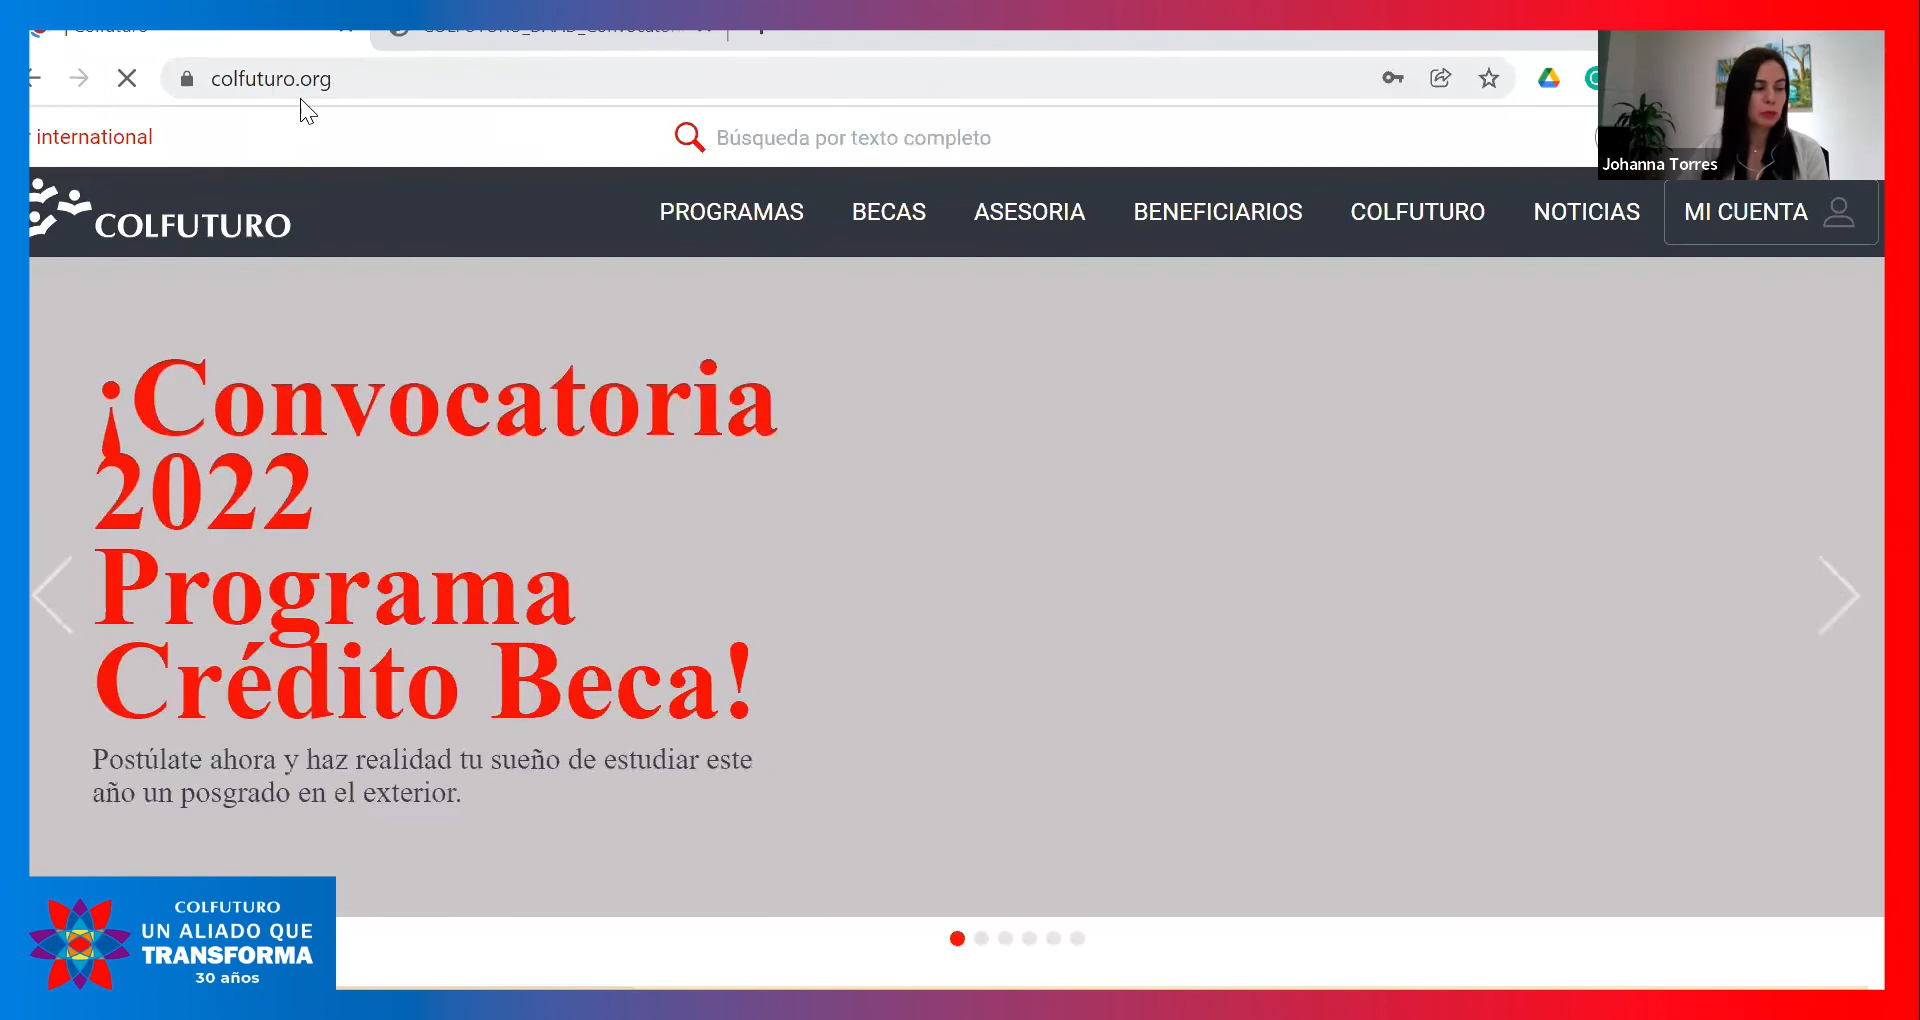 colfuturo.org
international
Búsqueda por texto completo
Johanna Torres
COLFUTURO
PROGRAMAS
BECAS
ASESORIA
BENEFICIARIOS
COLFUTURO
NOTICIAS
MI CUENTA
¡Convocatoria
2022
Programa
Crédito Beca!
Postúlate ahora y haz realidad tu sueño de estudiar este
año un posgrado en el exterior.
COLFUTURO
UN ALIADO QUE
TRANSFORMA
30 años